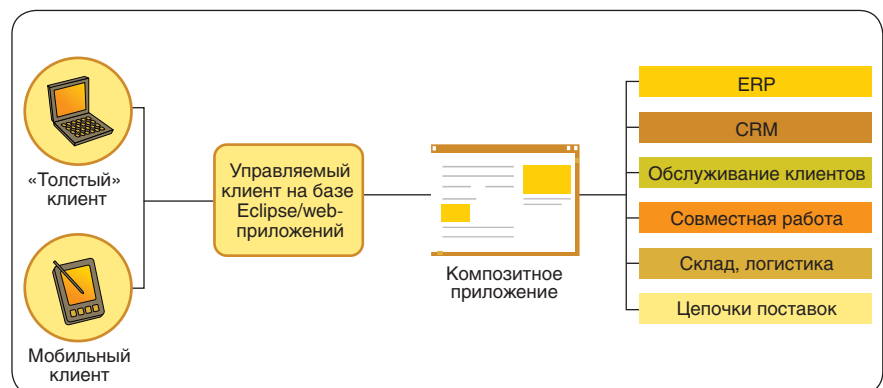 «Толстый»
клиент
Мобильный
клиент
Управляемый
клиент на базе
Eclipse/web-
приложений
Композитное
приложение
ERP
CRM
Обслуживание клиентов
Совместная работа
Склад, логистика
Цепочки поставок